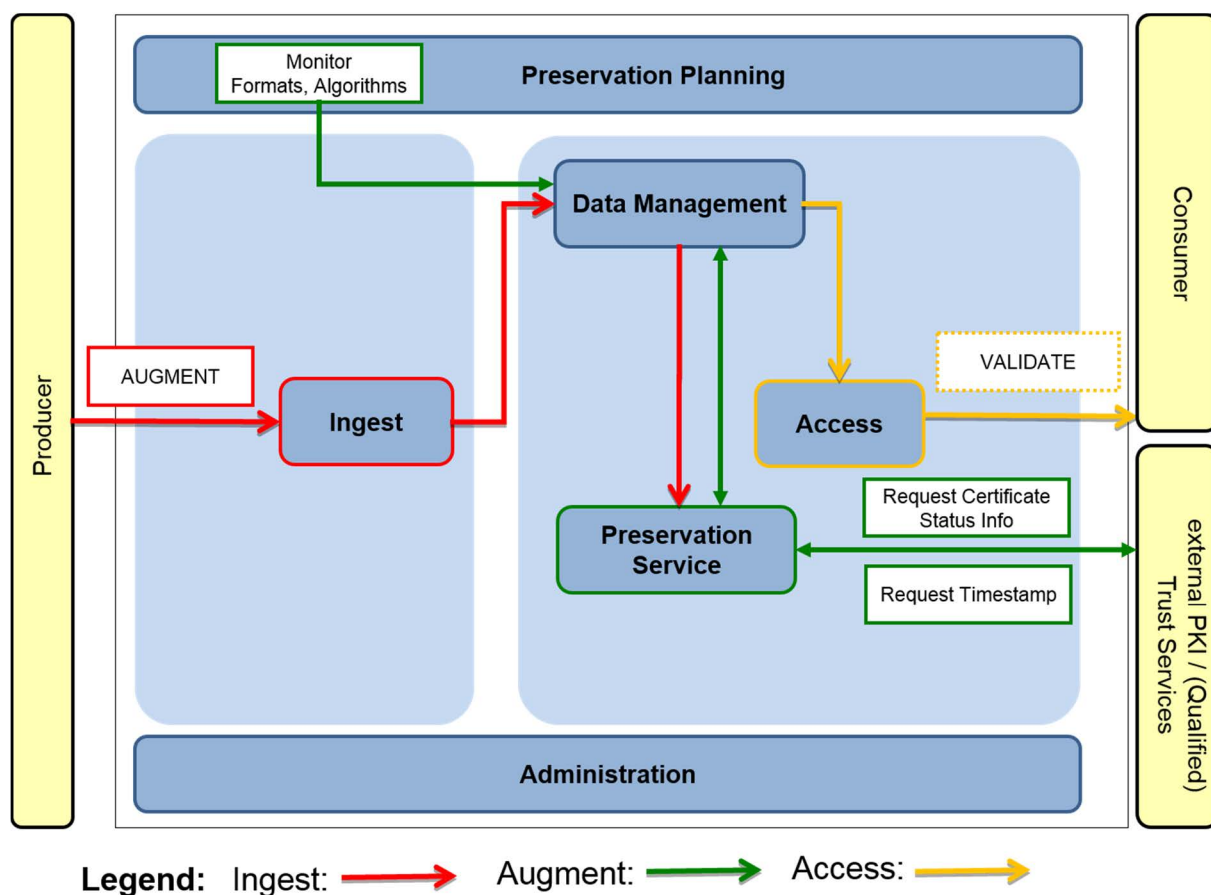 Monitor
Formats, Algorithms
Preservation Planning
Producer
Consumer
Data Management
AUGMENT
VALIDATE
Ingest
Access
Request Certificate
Status Info
Preservation
Service
Request Timestamp
external PKI / (Qualified)
Trust Services
Administration
Legend: Ingest: Augment: Access: